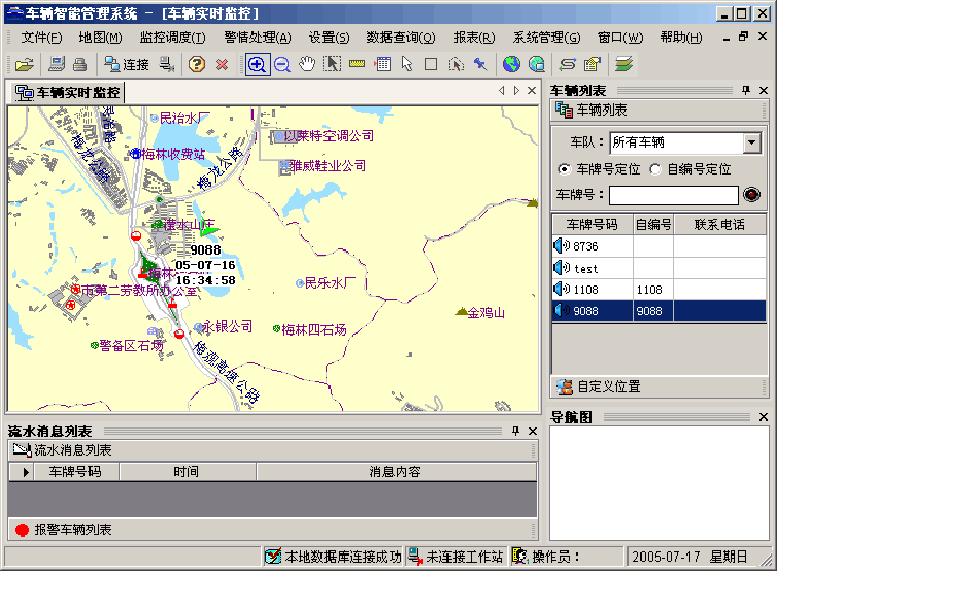 车辆智能管理系统 - [车辆实时监控]
文件(F) 地图(M) 监控调度(T) 警情处理(A) 设置(S) 数据查询(Q) 报表(R) 系统管理(G) 窗口(W) 帮助(H)
连接
车辆实时监控
民治水厂
以莱特空调公司
梅林收费站
雅威鞋业公司
梅龙公路
梅龙公路
山庄
9088
05-07-16
16:34:58
梅林
市第二劳教所办公室
民乐水厂
金鸡山
永银公司
梅林四石场
警备区石场
梅观高速公路
车辆列表
车辆列表
车队: 所有车辆
车牌号定位 自编号定位
车牌号:
车牌号码 自编号 联系电话
8736
test
1108 1108
9088 9088
自定义位置
导航图
流水消息列表
流水消息列表
车牌号码 时间 消息内容
报警车辆列表
本地数据库连接成功 未连接工作站 操作员: 2005-07-17 星期日